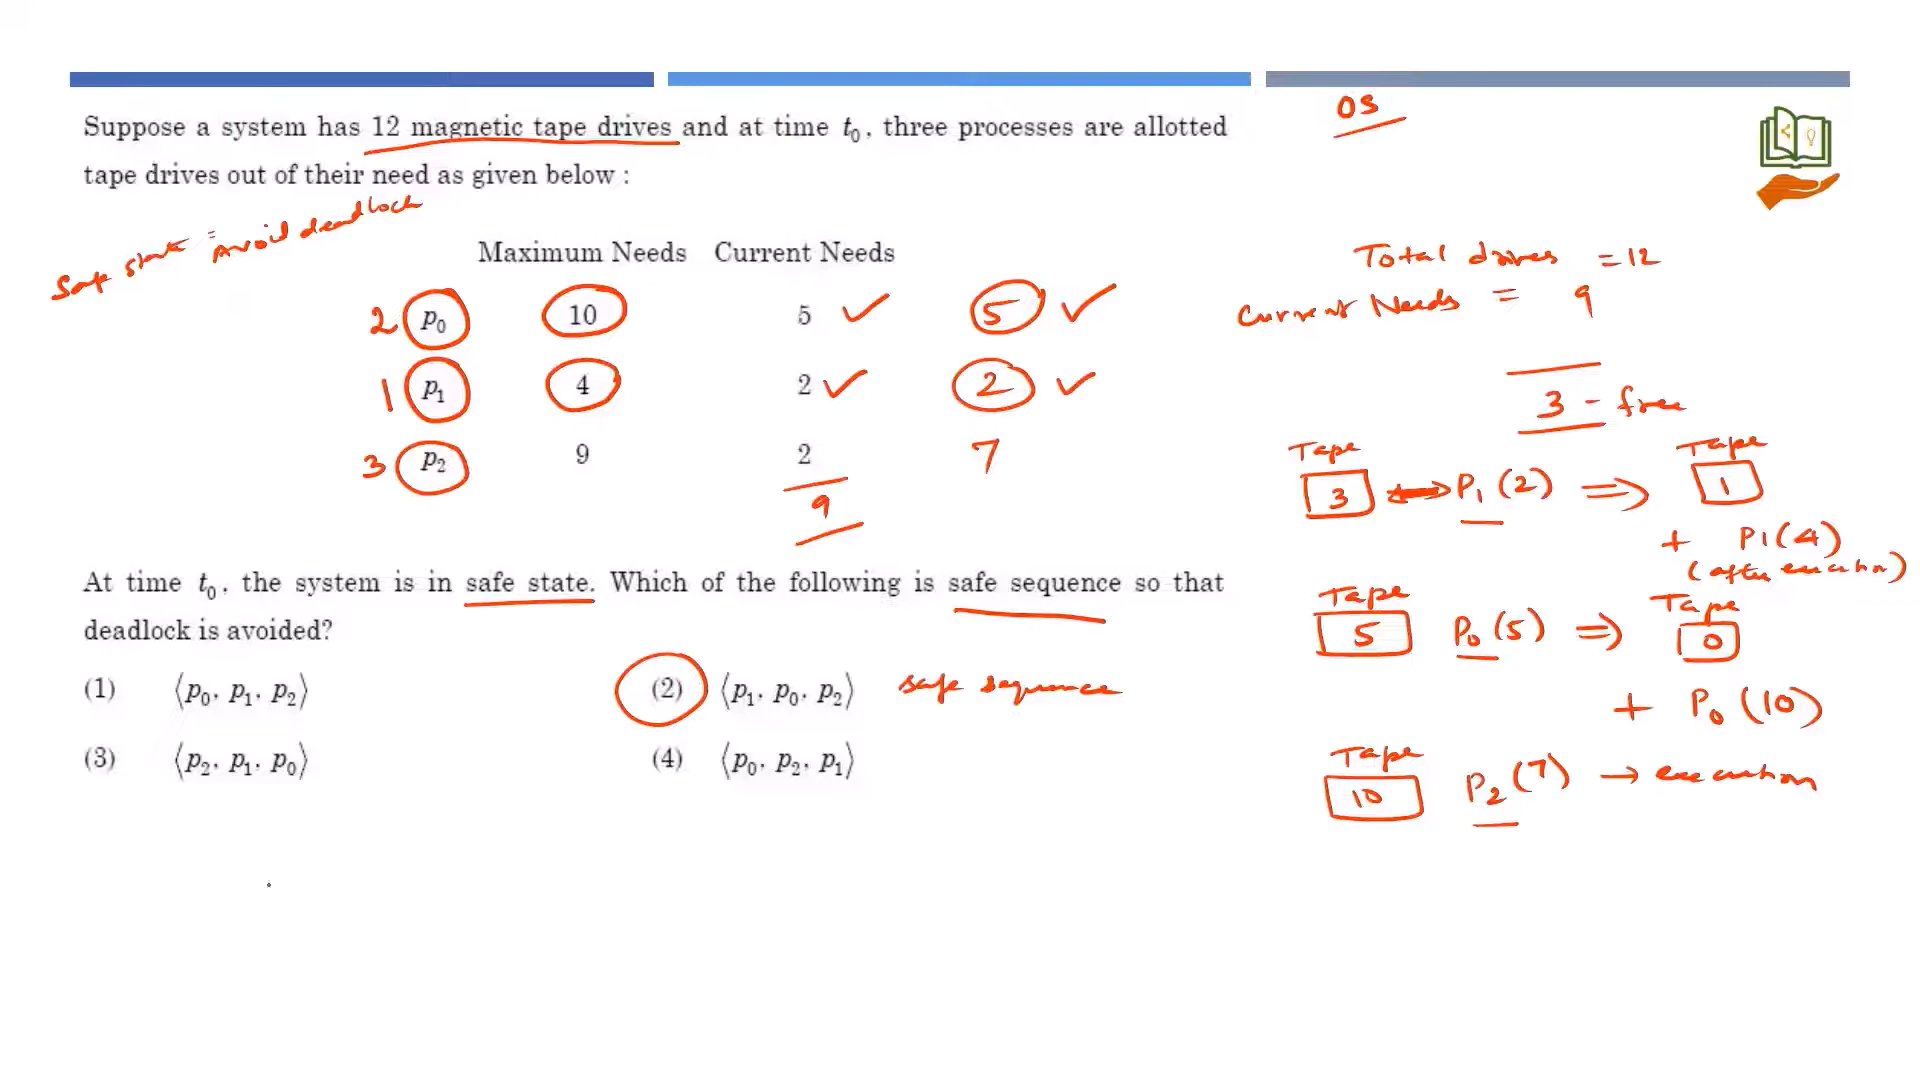 OS
Suppose a system has 12 magnetic tape drives and at time t₀, three processes are allotted
tape drives out of their need as given below :
Safe state = Avoid deadlock
Maximum Needs Current Needs
2 p₀ 10 5 ✓ 5 ✓
1 p₁ 4 2 ✓ 2 ✓
3 p₂ 9 2 7
9
At time t₀, the system is in safe state. Which of the following is safe sequence so that
deadlock is avoided?
(1) ⟨p₀, p₁, p₂⟩ (2) ⟨p₁, p₀, p₂⟩ safe sequence
(3) ⟨p₂, p₁, p₀⟩ (4) ⟨p₀, p₂, p₁⟩
Total drives = 12
Current Needs = 9
3 - free
Tape Tape
3 ↔ P₁ (2) ⇒ 1
+ P1(4)
(after execution)
Tape Tape
5 P₀ (5) ⇒ 0
+ P₀ (10)
Tape
10 P₂ (7) → execution